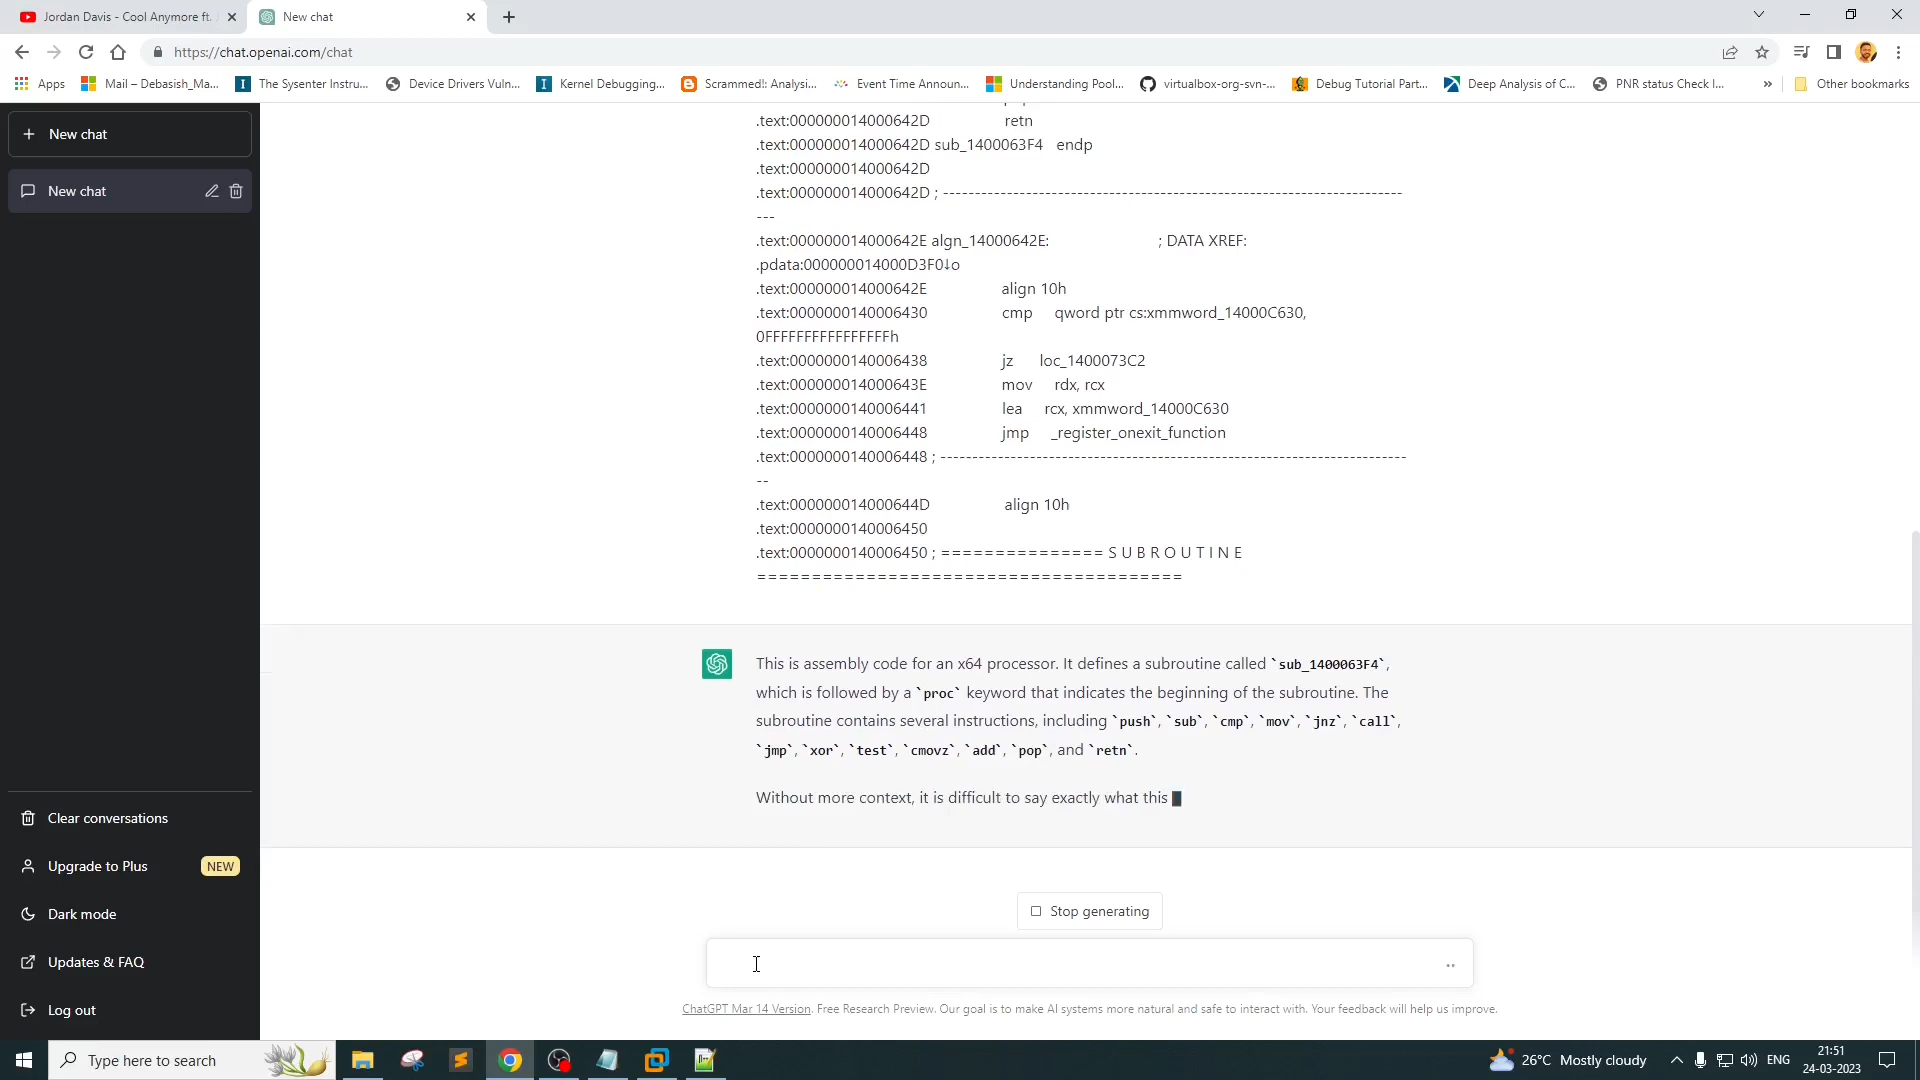 Jordan Davis - Cool Anymore ft.
New chat
https://chat.openai.com/chat
Apps
Mail – Debasish_Ma...
The Sysenter Instru...
Device Drivers Vuln...
Kernel Debugging,...
Scrammed!: Analysi...
Event Time Announ...
Understanding Pool...
virtualbox-org-svn-...
Debug Tutorial Part...
Deep Analysis of C...
PNR status Check I...
»
Other bookmarks
New chat
New chat
.text:000000014000642D retn
.text:000000014000642D sub_1400063F4 endp
.text:000000014000642D
.text:000000014000642D ; -------------------------------------------------------------------------
---
.text:000000014000642E algn_14000642E: ; DATA XREF:
.pdata:000000014000D3F0↓o
.text:000000014000642E align 10h
.text:0000000140006430 cmp qword ptr cs:xmmword_14000C630,
0FFFFFFFFFFFFFFFFh
.text:0000000140006438 jz loc_1400073C2
.text:000000014000643E mov rdx, rcx
.text:0000000140006441 lea rcx, xmmword_14000C630
.text:0000000140006448 jmp _register_onexit_function
.text:0000000140006448 ; --------------------------------------------------------------------------
--
.text:000000014000644D align 10h
.text:0000000140006450
.text:0000000140006450 ; =============== S U B R O U T I N E
=======================================
This is assembly code for an x64 processor. It defines a subroutine called `sub_1400063F4`,
which is followed by a `proc` keyword that indicates the beginning of the subroutine. The
subroutine contains several instructions, including `push`, `sub`, `cmp`, `mov`, `jnz`, `call`,
`jmp`, `xor`, `test`, `cmovz`, `add`, `pop`, and `retn`.
Without more context, it is difficult to say exactly what this
Clear conversations
Upgrade to Plus NEW
Dark mode
Updates & FAQ
Log out
Stop generating
ChatGPT Mar 14 Version. Free Research Preview. Our goal is to make AI systems more natural and safe to interact with. Your feedback will help us improve.
Type here to search
26°C Mostly cloudy
ENG
21:51
24-03-2023